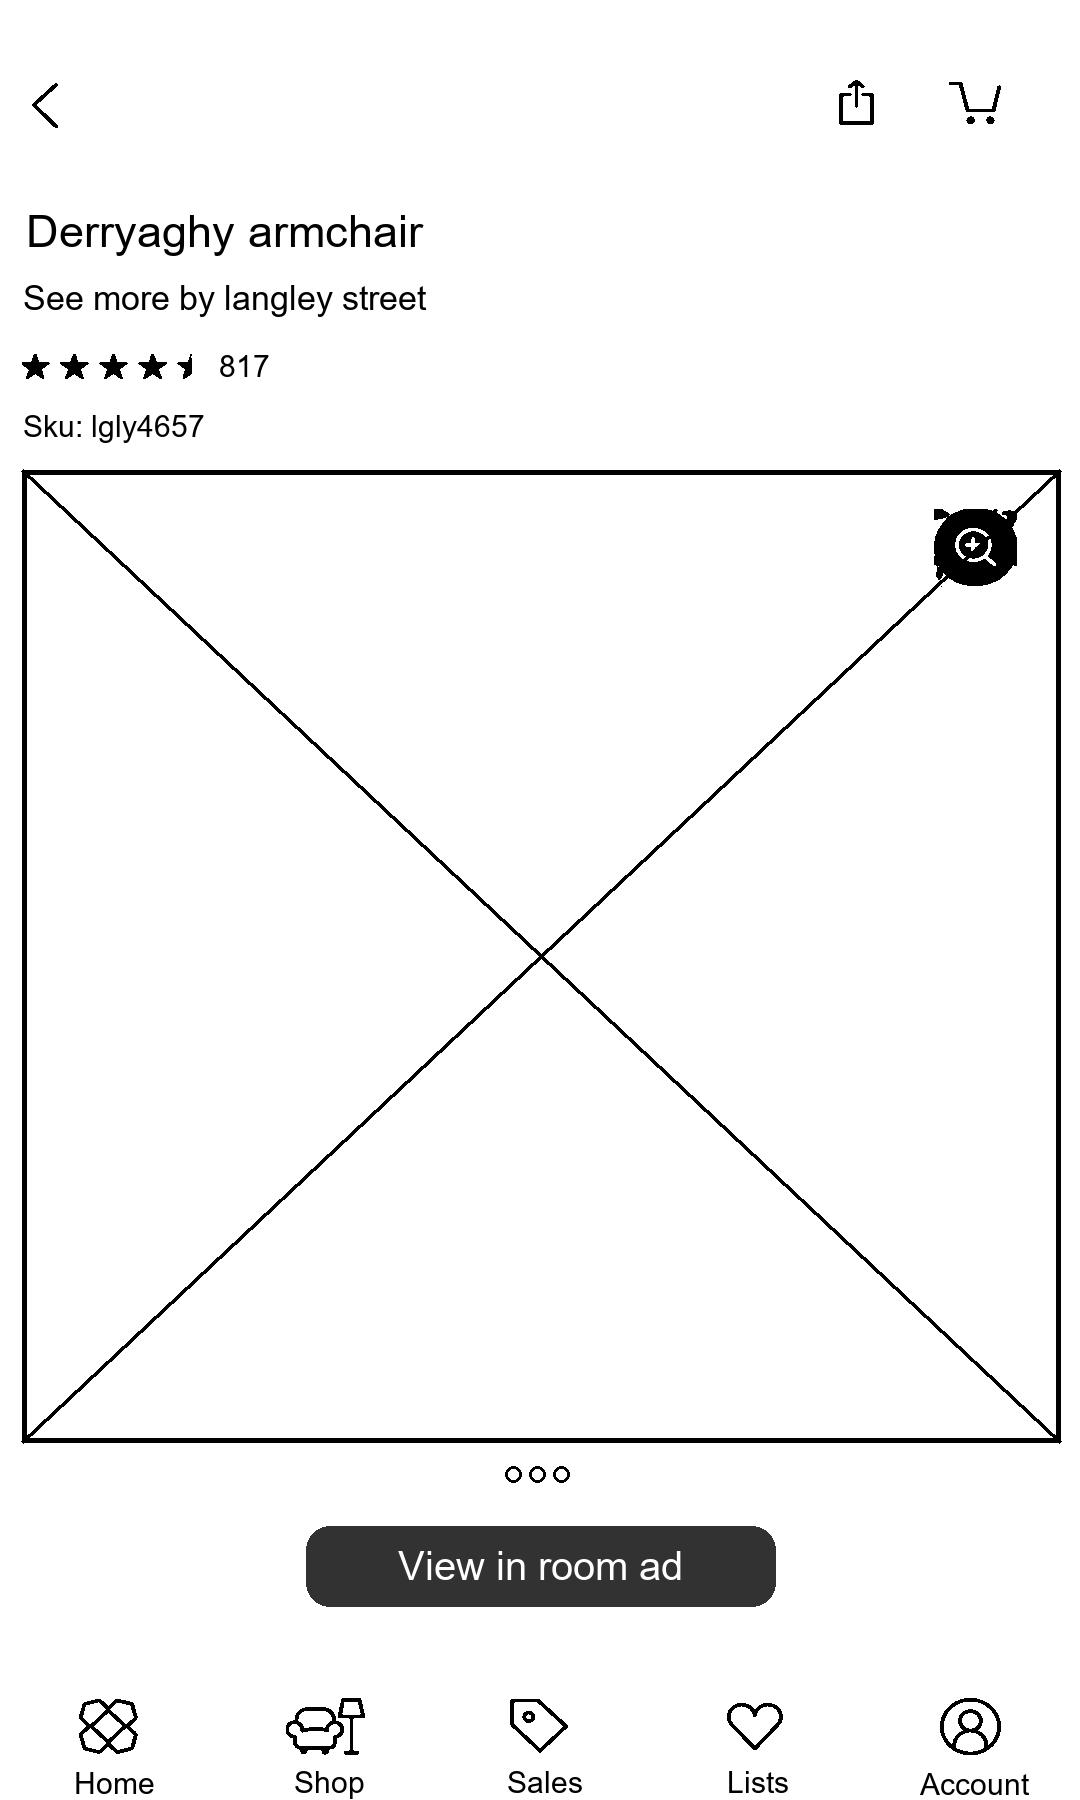 Derryaghy armchair
See more by langley street
817
Sku: lgly4657
View in room ad
Home
Shop
Sales
Lists
Account